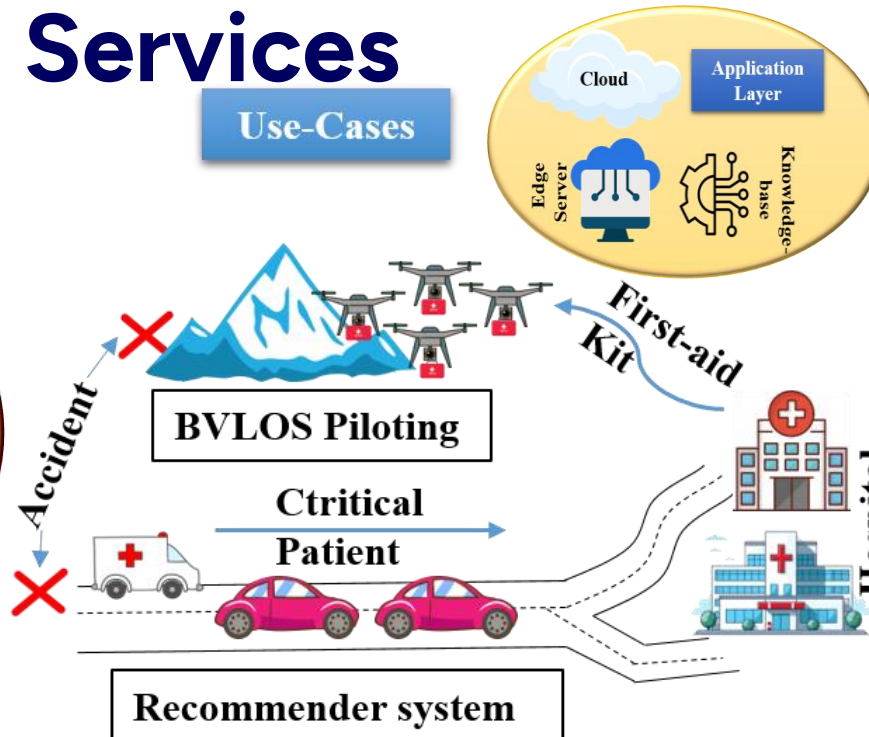 Services
Use-Cases
Cloud
Application
Layer
Edge
Server
Knowledge-
base
First-aid
Kit
BVLOS Piloting
Accident
Ctritical
Patient
Recommender system